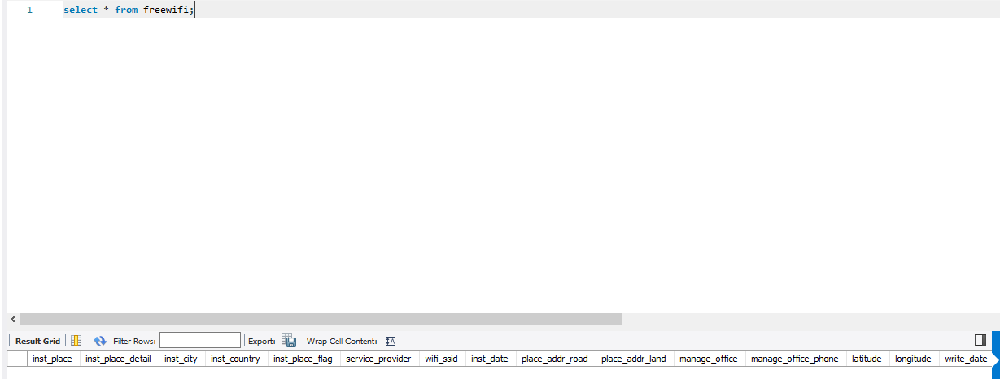 1 select * from freewifi;
Result Grid Filter Rows: Export: Wrap Cell Content: IA
inst_place inst_place_detail inst_city inst_country inst_place_flag service_provider wifi_ssid inst_date place_addr_road place_addr_land manage_office manage_office_phone latitude longitude write_date